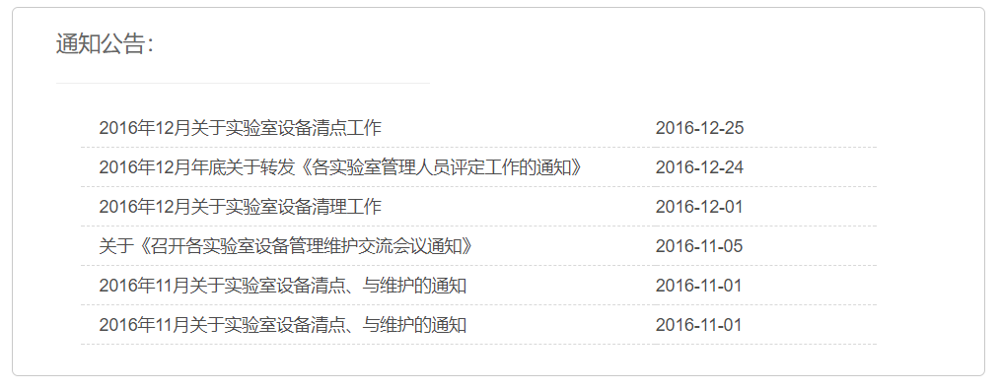 通知公告：
2016年12月关于实验室设备清点工作 2016-12-25
2016年12月年底关于转发《各实验室管理人员评定工作的通知》 2016-12-24
2016年12月关于实验室设备清理工作 2016-12-01
关于《召开各实验室设备管理维护交流会议通知》 2016-11-05
2016年11月关于实验室设备清点、与维护的通知 2016-11-01
2016年11月关于实验室设备清点、与维护的通知 2016-11-01